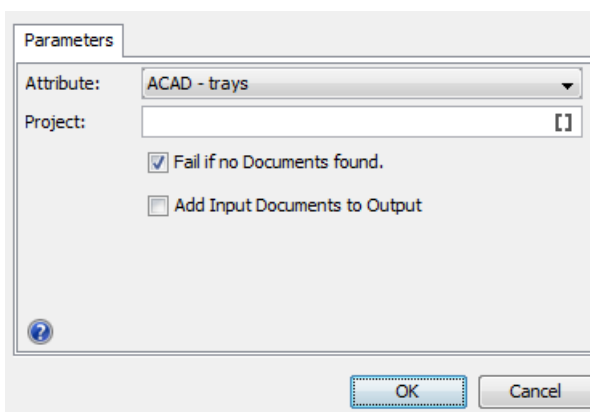 Parameters
Attribute: ACAD - trays
Project:
Fail if no Documents found.
Add Input Documents to Output
OK Cancel